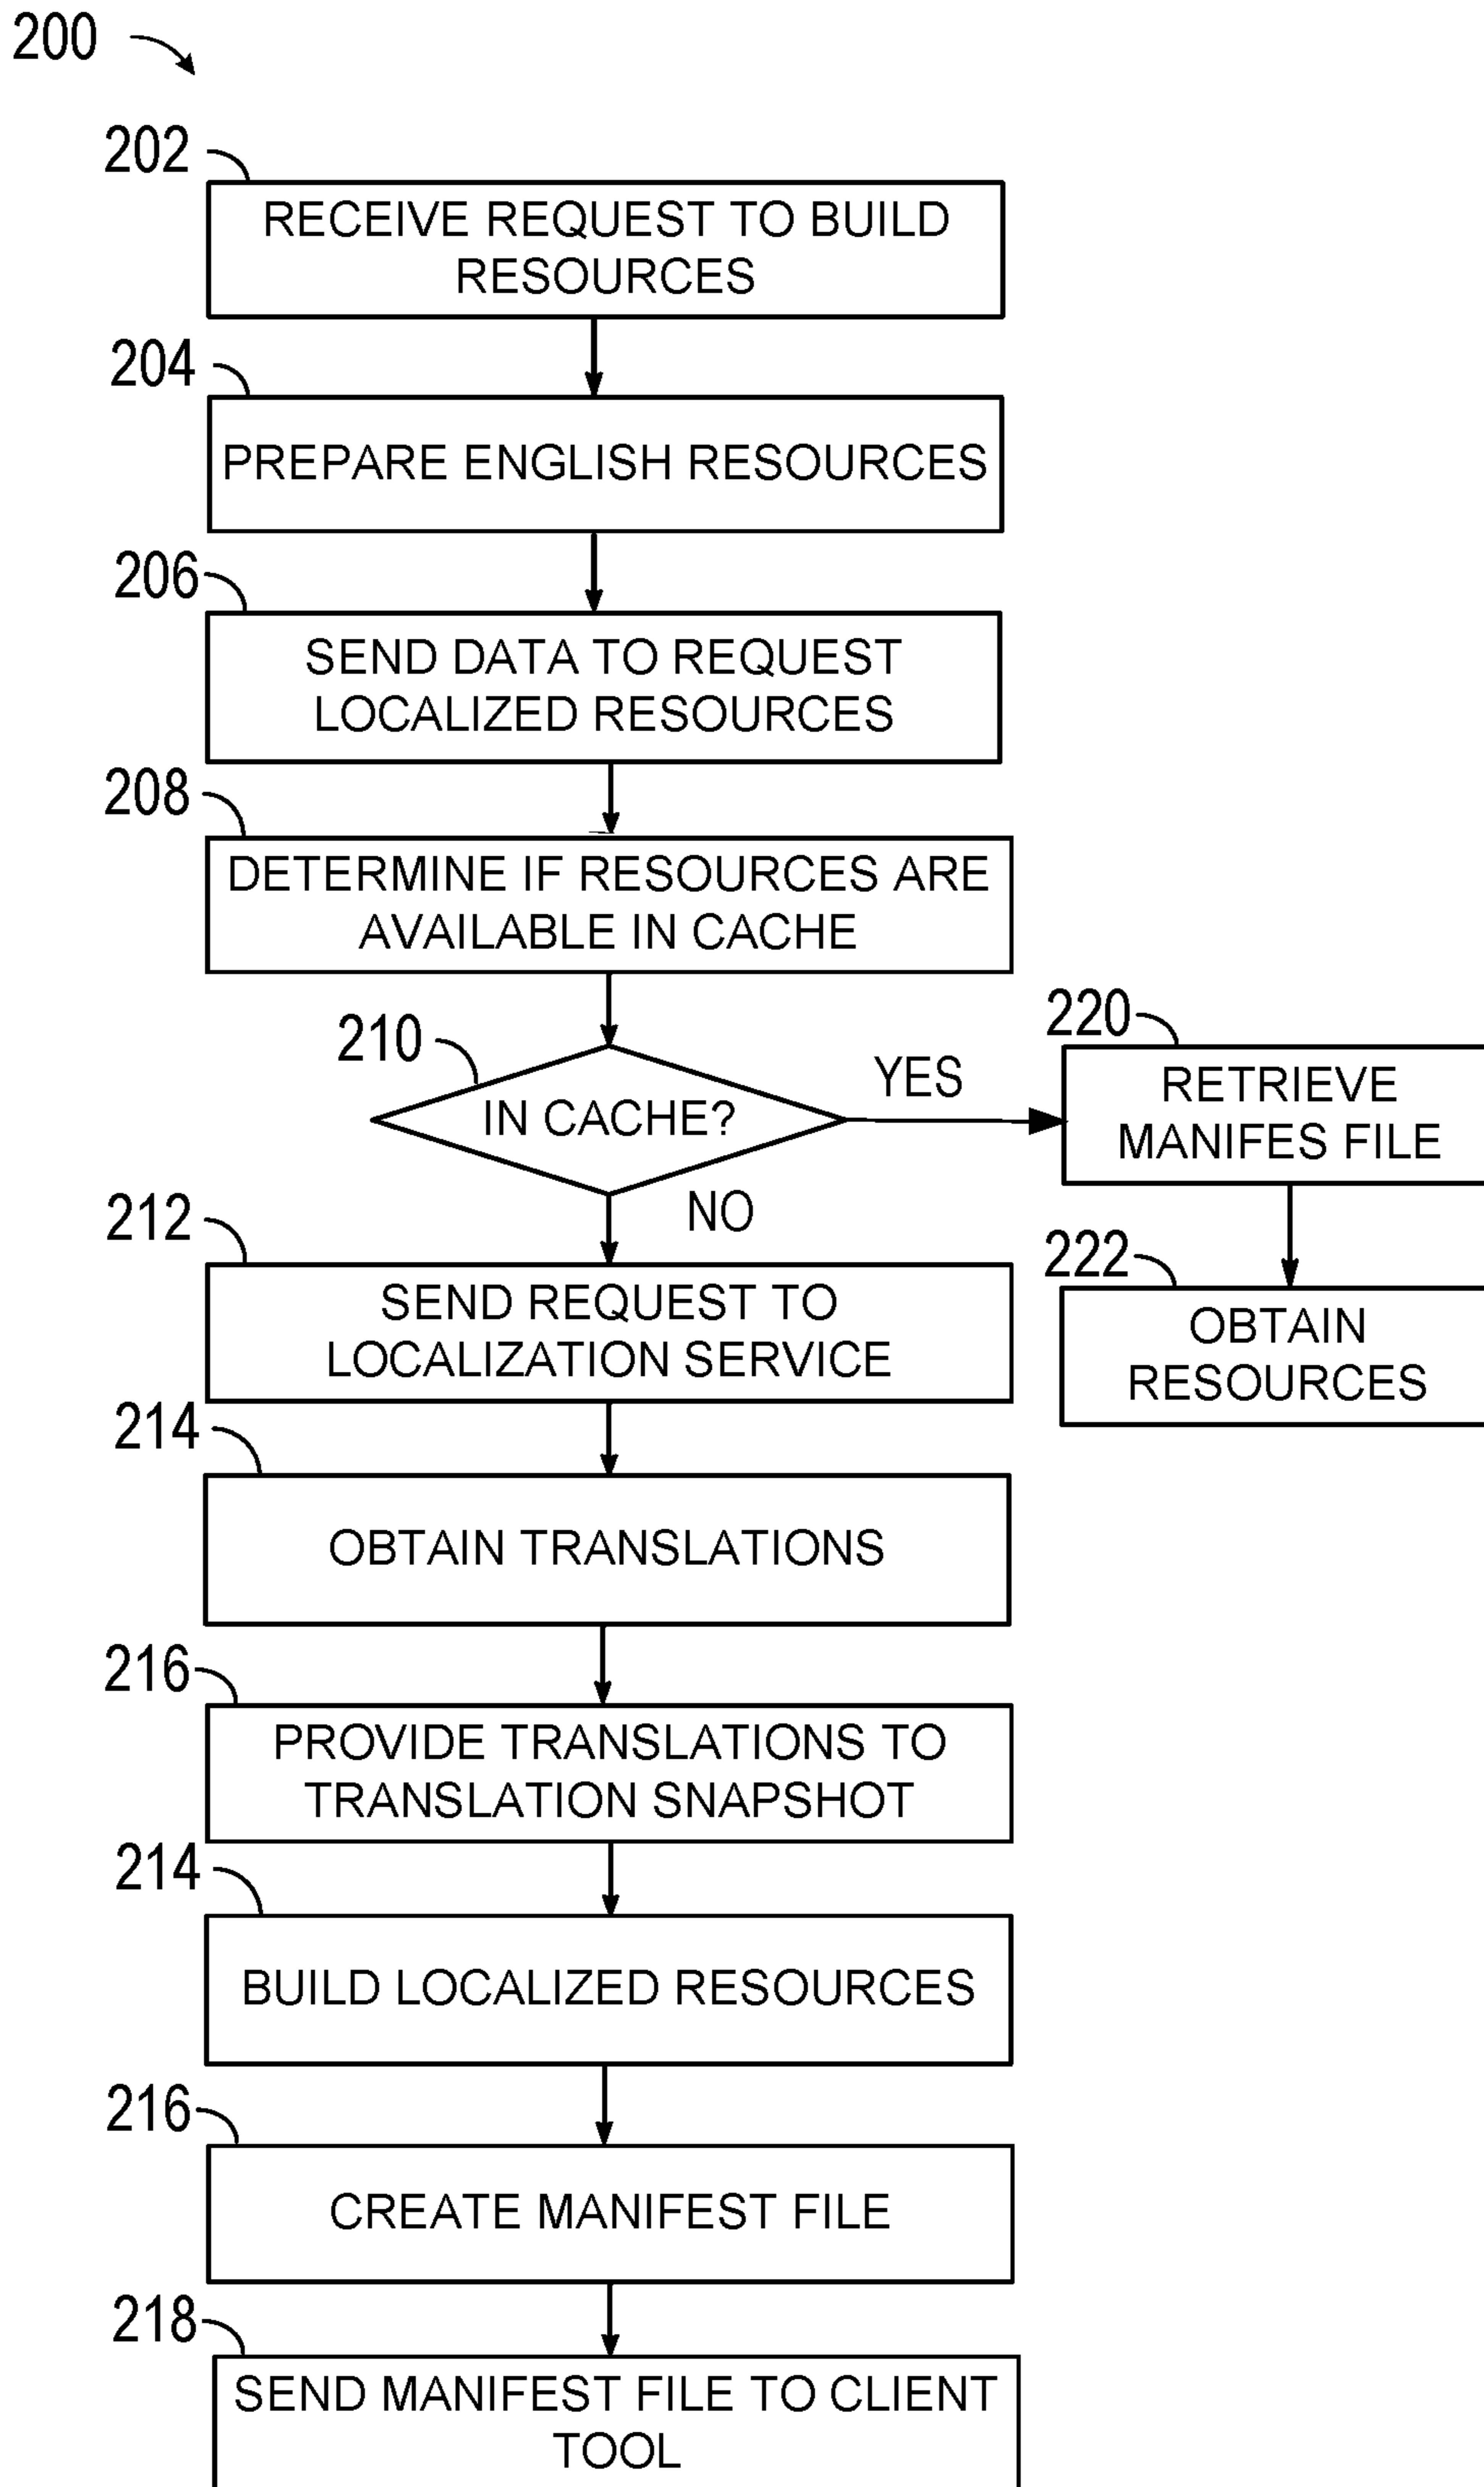 200
202
RECEIVE REQUEST TO BUILD
RESOURCES
204
PREPARE ENGLISH RESOURCES
206
SEND DATA TO REQUEST
LOCALIZED RESOURCES
208
DETERMINE IF RESOURCES ARE
AVAILABLE IN CACHE
210
IN CACHE?
YES
NO
220
RETRIEVE
MANIFES FILE
222
OBTAIN
RESOURCES
212
SEND REQUEST TO
LOCALIZATION SERVICE
214
OBTAIN TRANSLATIONS
216
PROVIDE TRANSLATIONS TO
TRANSLATION SNAPSHOT
214
BUILD LOCALIZED RESOURCES
216
CREATE MANIFEST FILE
218
SEND MANIFEST FILE TO CLIENT
TOOL